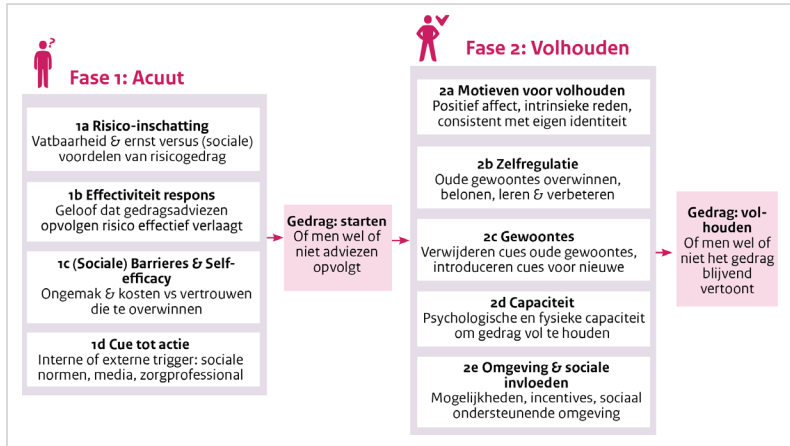 ?
Fase 1: Acuut
1a Risico-inschatting
Vatbaarheid & ernst versus (sociale)
voordelen van risicogedrag
1b Effectiviteit respons
Geloof dat gedragsadviezen
opvolgen risico effectief verlaagt
1c (Sociale) Barrieres & Self-
efficacy
Ongemak & kosten vs vertrouwen
die te overwinnen
1d Cue tot actie
Interne of externe trigger: sociale
normen, media, zorgprofessional
Gedrag: starten
Of men wel of
niet adviezen
opvolgt
Fase 2: Volhouden
2a Motieven voor volhouden
Positief affect, intrinsieke reden,
consistent met eigen identiteit
2b Zelfregulatie
Oude gewoontes overwinnen,
belonen, leren & verbeteren
2c Gewoontes
Verwijderen cues oude gewoontes,
introduceren cues voor nieuwe
2d Capaciteit
Psychologische en fysieke capaciteit
om gedrag vol te houden
2e Omgeving & sociale
invloeden
Mogelijkheden, incentives, sociaal
ondersteunende omgeving
Gedrag: vol-
houden
Of men wel of
niet het gedrag
blijvend
vertoont